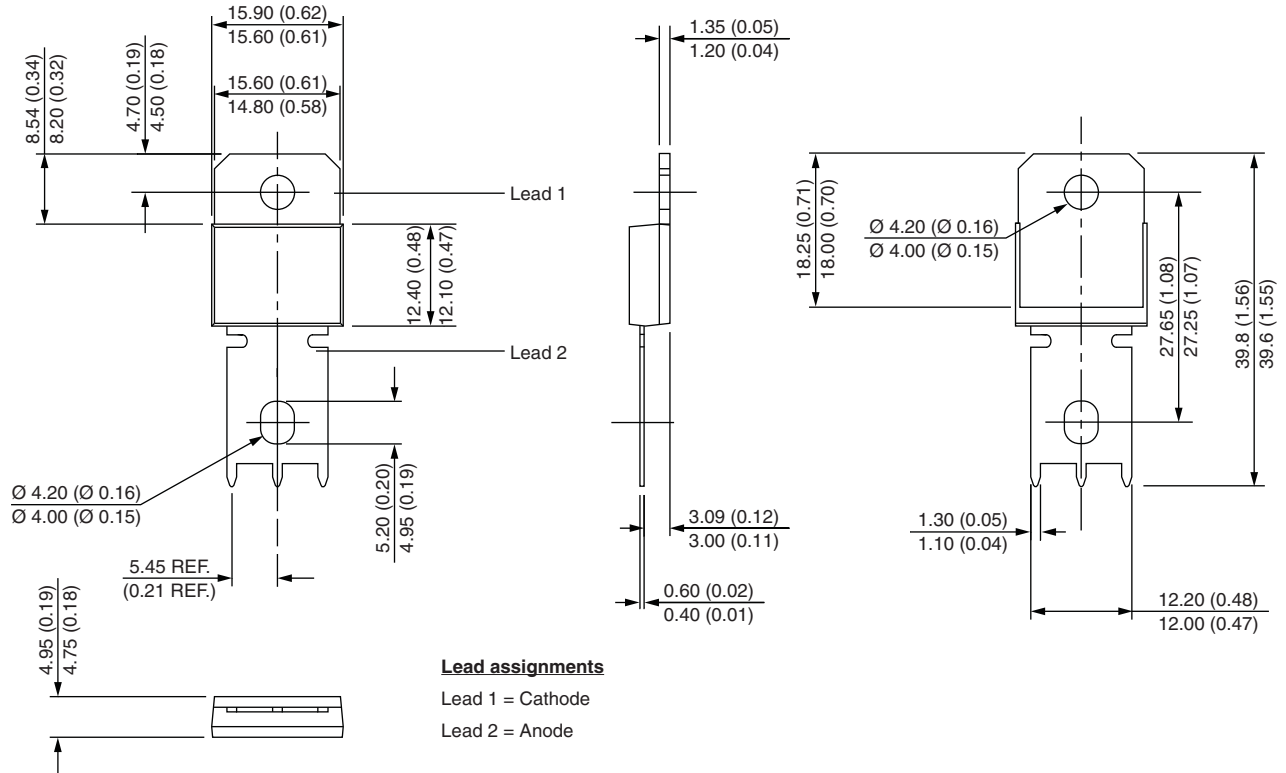 15.90 (0.62)
15.60 (0.61)
15.60 (0.61)
14.80 (0.58)
8.54 (0.34)
8.20 (0.32)
4.70 (0.19)
4.50 (0.18)
Lead 1
12.40 (0.48)
12.10 (0.47)
Lead 2
Ø 4.20 (Ø 0.16)
Ø 4.00 (Ø 0.15)
5.20 (0.20)
4.95 (0.19)
5.45 REF.
(0.21 REF.)
4.95 (0.19)
4.75 (0.18)
1.35 (0.05)
1.20 (0.04)
3.09 (0.12)
3.00 (0.11)
0.60 (0.02)
0.40 (0.01)
18.25 (0.71)
18.00 (0.70)
Ø 4.20 (Ø 0.16)
Ø 4.00 (Ø 0.15)
27.65 (1.08)
27.25 (1.07)
39.8 (1.56)
39.6 (1.55)
1.30 (0.05)
1.10 (0.04)
12.20 (0.48)
12.00 (0.47)
Lead assignments
Lead 1 = Cathode
Lead 2 = Anode